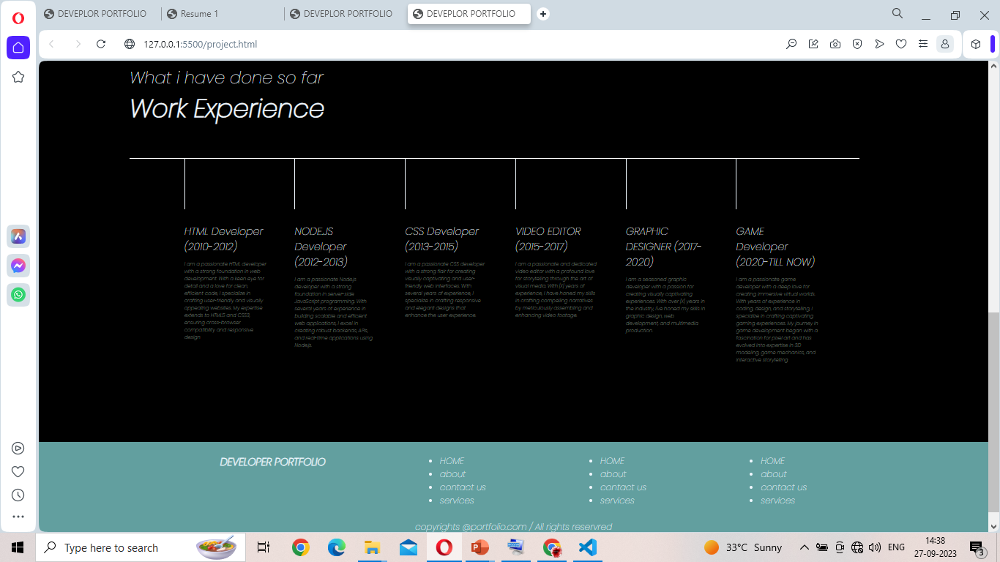 DEVEPLOR PORTFOLIO
Resume 1
DEVEPLOR PORTFOLIO
DEVEPLOR PORTFOLIO
127.0.0.1:5500/project.html
What i have done so far
Work Experience
HTML Developer
(2010-2012)
I am a passionate HTML developer
with a strong foundation in web
development. With a keen eye for
detail and a love for clean,
efficient code, I specialize in
crafting user-friendly and visually
appealing websites. My expertise
extends to HTML5 and CSS3,
ensuring cross-browser
compatibility and responsive
design
NODEJS
Developer
(2012-2013)
I am a passionate Node.js
developer with a strong
foundation in server-side
JavaScript programming. With
several years of experience in
building scalable and efficient
web applications, I excel in
creating robust backends, APIs,
and real-time applications using
Node.js
CSS Developer
(2013-2015)
I am a passionate CSS developer
with a strong flair for creating
visually captivating and user-
friendly web interfaces. With
several years of experience, I
specialize in crafting responsive
and elegant designs that
enhance the user experience.
VIDEO EDITOR
(2015-2017)
I am a passionate and dedicated
video editor with a profound love
for storytelling through the art of
visual media. With [X] years of
experience, I have honed my skills
in crafting compelling narratives
by meticulously assembling and
enhancing video footage.
GRAPHIC
DESIGNER (2017-
2020)
I am a seasoned graphic
designer with a passion for
creating visually captivating
experiences. With over [X] years in
the industry, I've honed my skills in
graphic design, web
development, and multimedia
production.
GAME
Developer
(2020-TILL NOW)
I am a passionate game
developer with a deep love for
creating immersive virtual worlds.
With years of experience in
coding, design, and storytelling, I
specialize in crafting captivating
gaming experiences. My journey in
game development began with a
fascination for pixel art and has
evolved into expertise in 3D
modeling, game mechanics, and
interactive storytelling
DEVELOPER PORTFOLIO
HOME
about
contact us
services
HOME
about
contact us
services
HOME
about
contact us
services
copyrights @portfolio.com / All rights reservred
Type here to search
33°C Sunny
ENG
14:38
27-09-2023
3